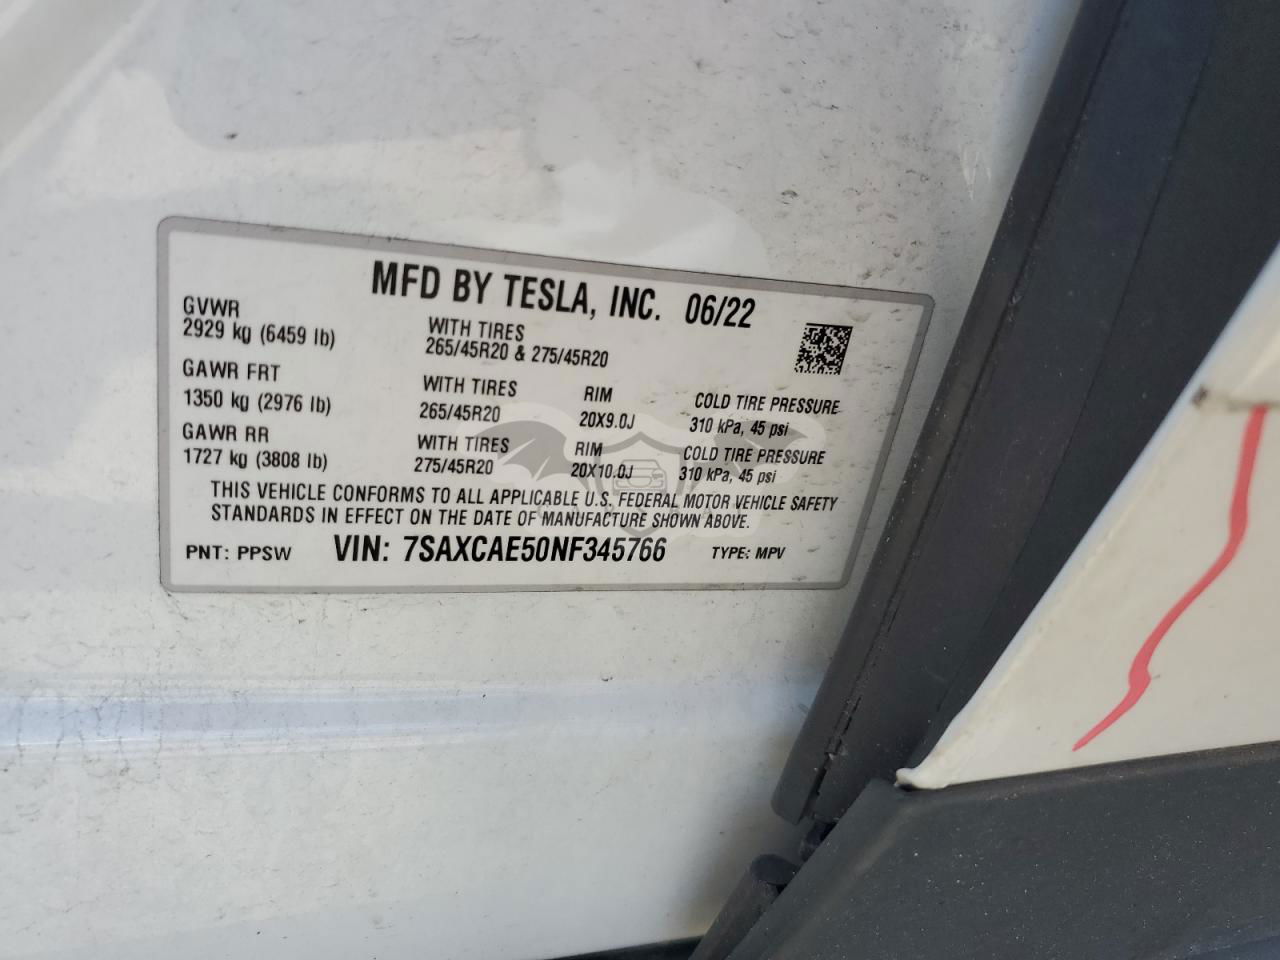 MFD BY TESLA, INC. 06/22
GVWR
2929 kg (6459 lb)
WITH TIRES
265/45R20 & 275/45R20
GAWR FRT
1350 kg (2976 lb)
WITH TIRES
265/45R20
RIM
20X9.0J
COLD TIRE PRESSURE
310 kPa, 45 psi
GAWR RR
1727 kg (3808 lb)
WITH TIRES
275/45R20
RIM
20X10.0J
COLD TIRE PRESSURE
310 kPa, 45 psi
THIS VEHICLE CONFORMS TO ALL APPLICABLE U.S. FEDERAL MOTOR VEHICLE SAFETY
STANDARDS IN EFFECT ON THE DATE OF MANUFACTURE SHOWN ABOVE.
PNT: PPSW VIN: 7SAXCAE50NF345766 TYPE: MPV